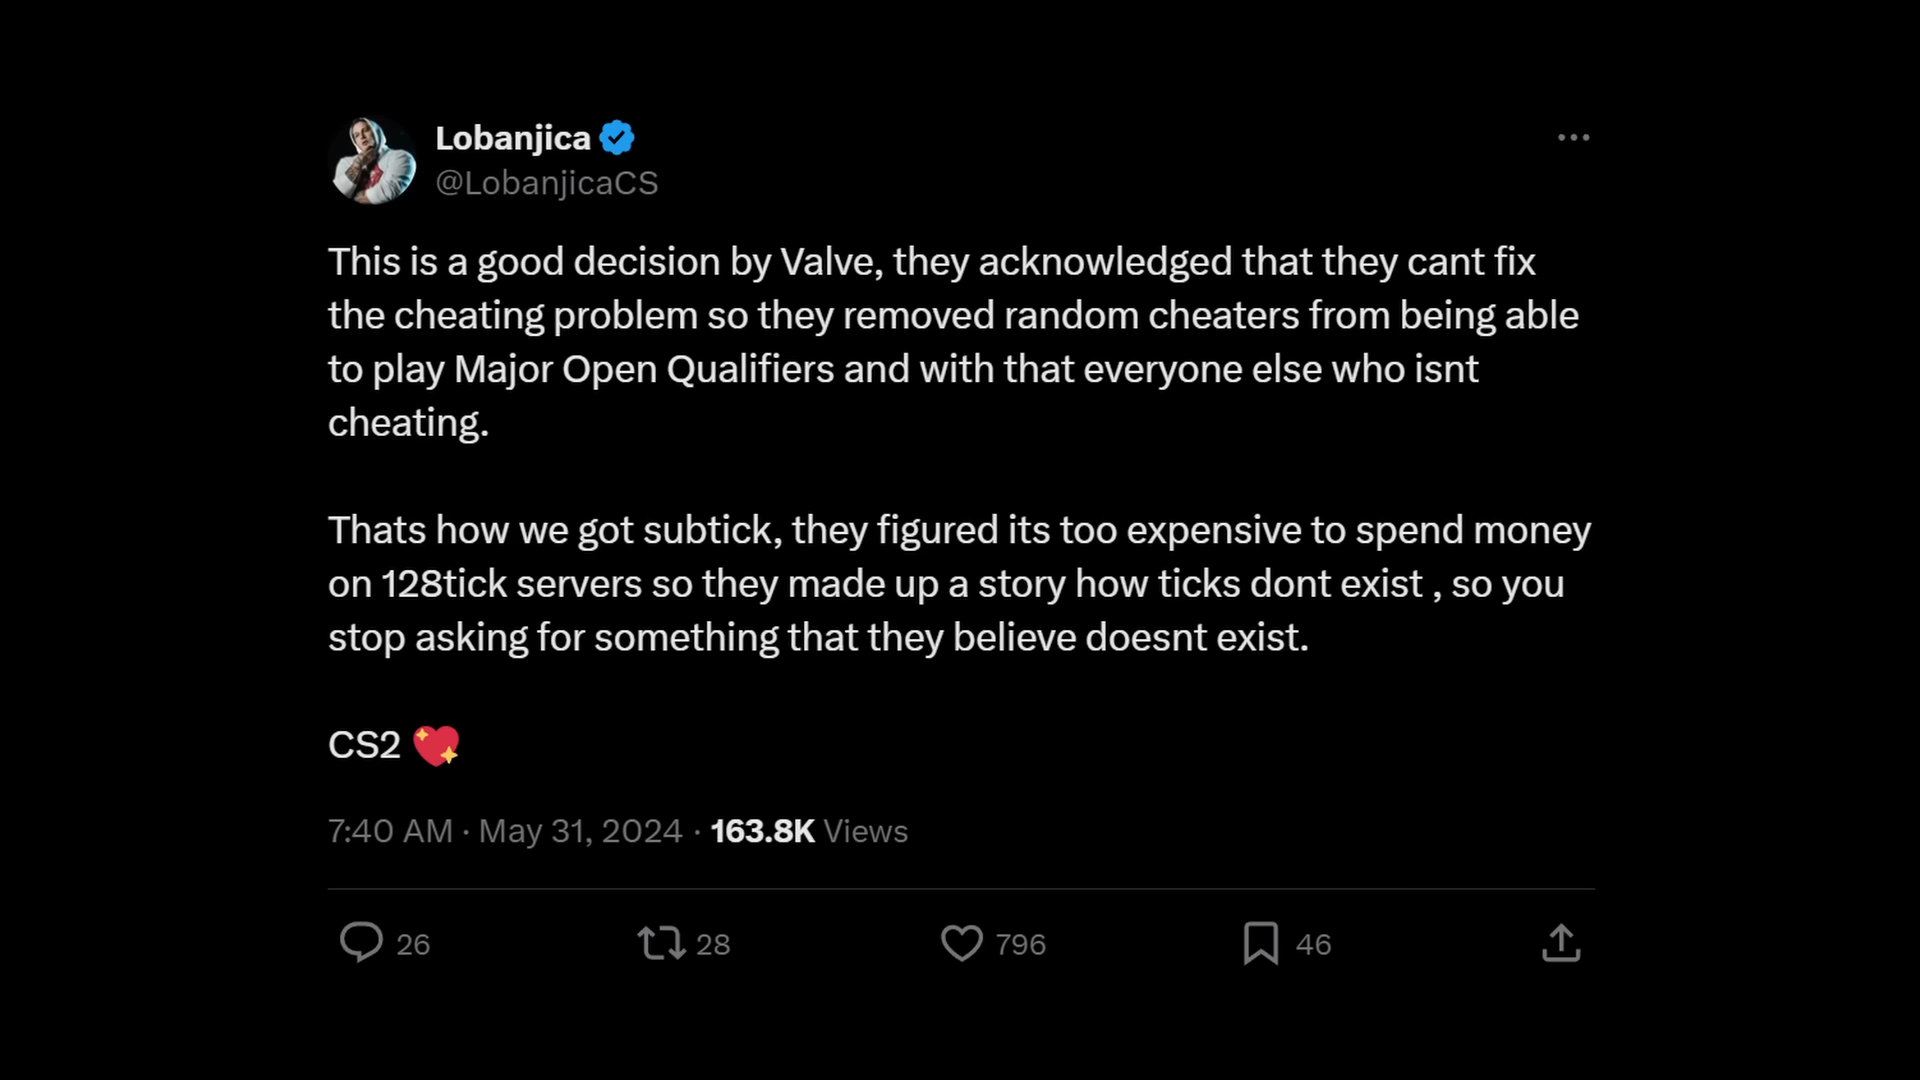 Lobanjica
@LobanjicaCS
This is a good decision by Valve, they acknowledged that they cant fix
the cheating problem so they removed random cheaters from being able
to play Major Open Qualifiers and with that everyone else who isnt
cheating.
Thats how we got subtick, they figured its too expensive to spend money
on 128tick servers so they made up a story how ticks dont exist , so you
stop asking for something that they believe doesnt exist.
CS2 💖
7:40 AM · May 31, 2024 · 163.8K Views
26 28 796 46